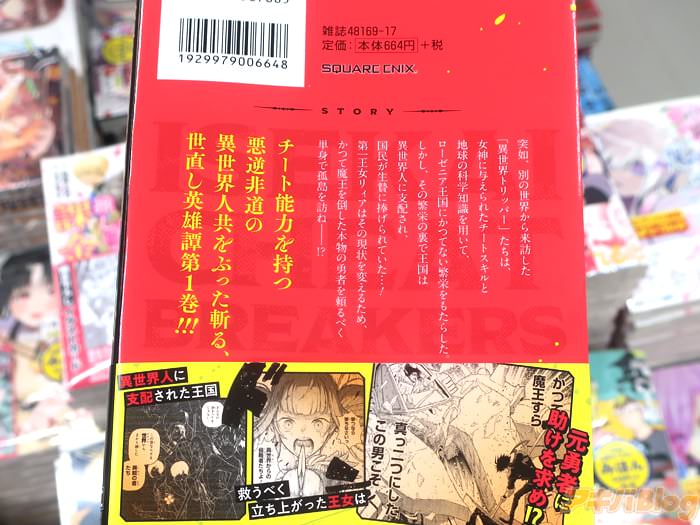 1929979006648
雑誌48169-17
定価：本体664円+税
SQUARE ENIX.
STORY
突如、別の世界から来訪した
『異世界トリッパー』たちは、
女神に与えられたチートスキルと
地球の科学知識を用いて、
ローゼニア王国にかつてない繁栄をもたらした。
しかし、その繁栄の裏で王国は
異世界人に支配され、
国民が生贄に捧げられていた…!
第一王女リィアはその現状を変えるため、
かつて魔王を倒した本物の勇者を頼るべく
単身で孤島を訪ね――!?
チート能力を持つ
悪逆非道の
異世界人共をぶった斬る、
世直し英雄譚第1巻!!!
CHEAT
BREAKERS
異世界人に
支配された王国
救うべく
立ち上がった王女は
かつて
魔王すら
真っ二つにした
この男こそ
元勇者に
助けを求め!?
アキバBlog